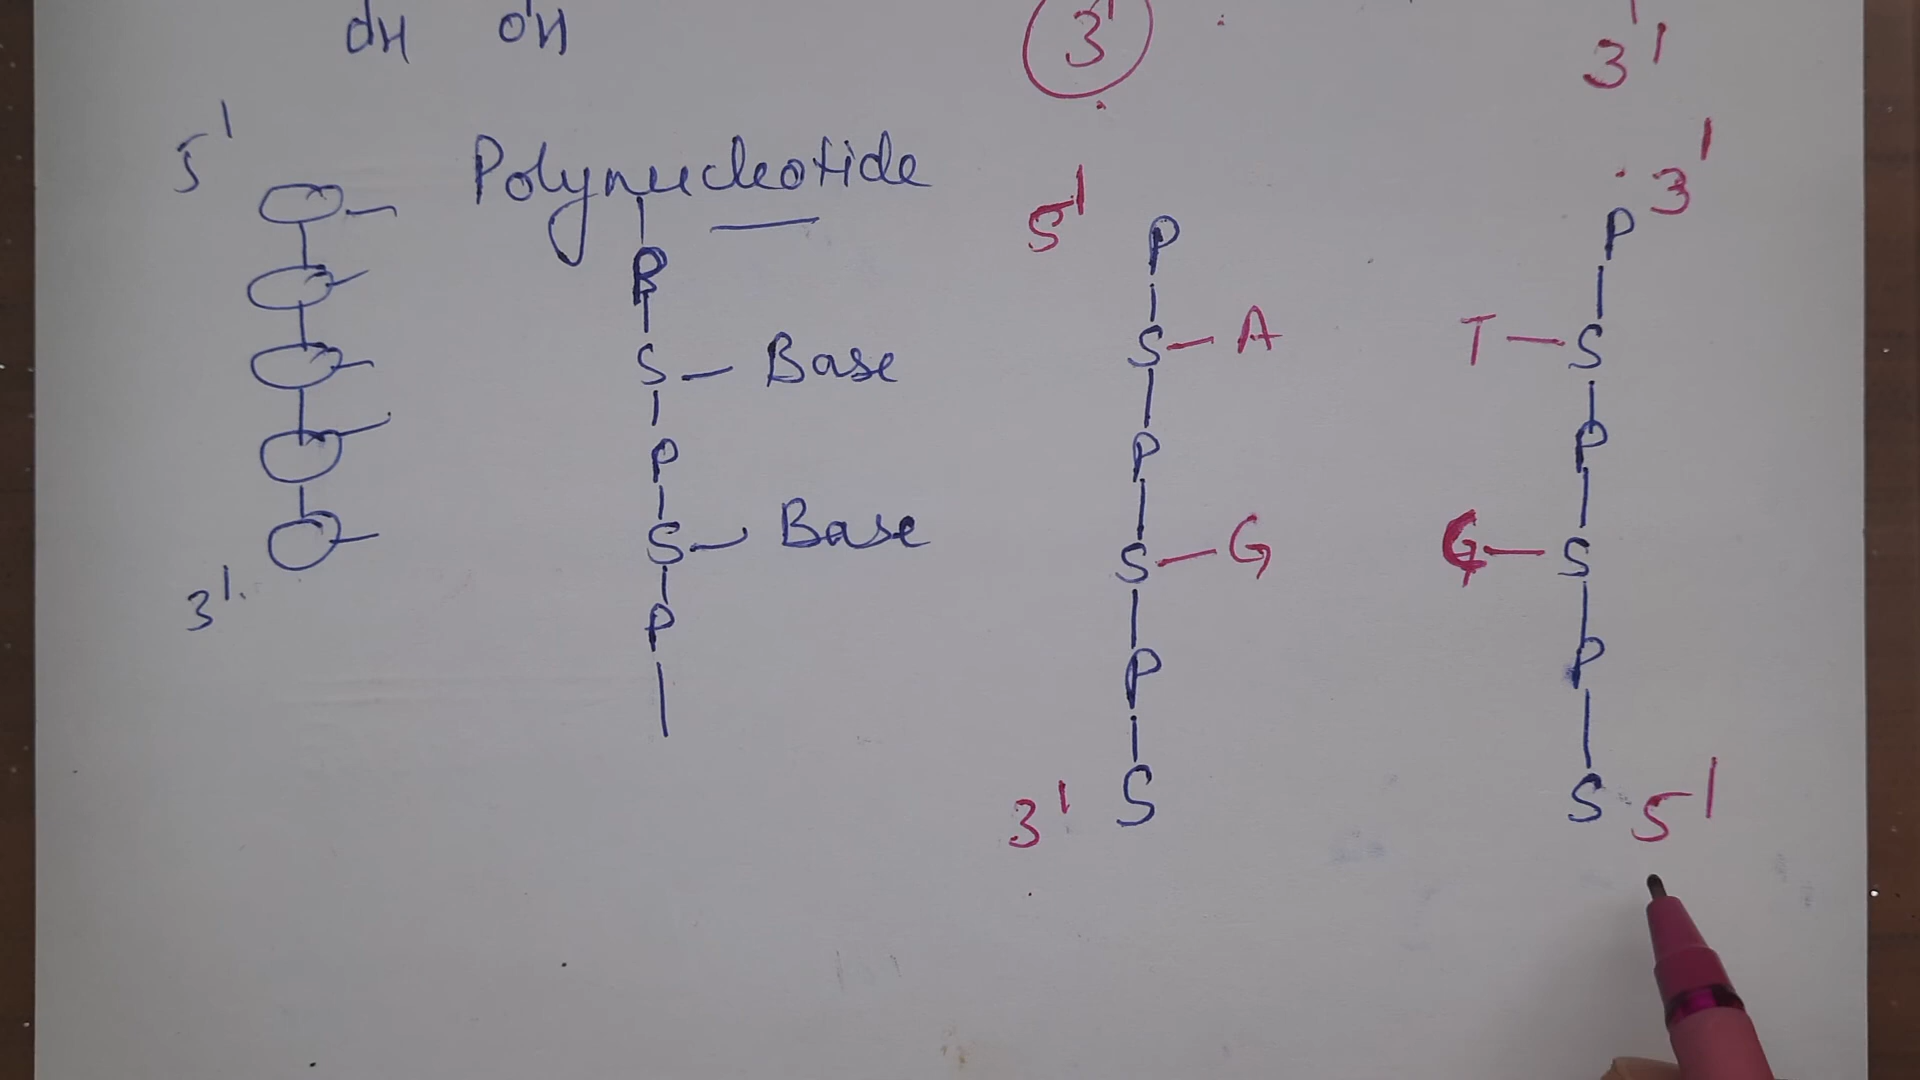 OH OH
3'
3'
5'
Polynucleotide
P
S - Base
P
S - Base
P
3'
5'
P
S - A
P
S - G
P
S
3'
3'
P
T - S
P
S
P
S
5'